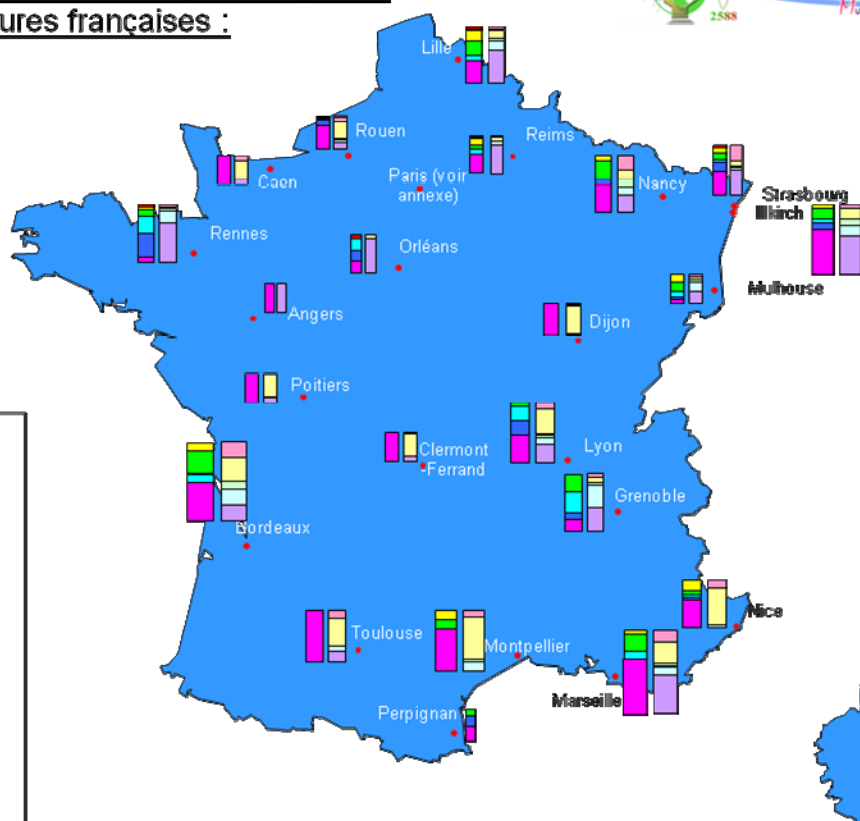 ures françaises :
2588
Lille
Rouen
Reims
Caen
Paris (voir
annexe)
Nancy
Strasbourg
Illkirch
Rennes
Orléans
Mulhouse
Angers
Dijon
Poitiers
Clermont
-Ferrand
Lyon
Grenoble
Bordeaux
Nice
Toulouse
Montpellier
Marseille
Perpignan